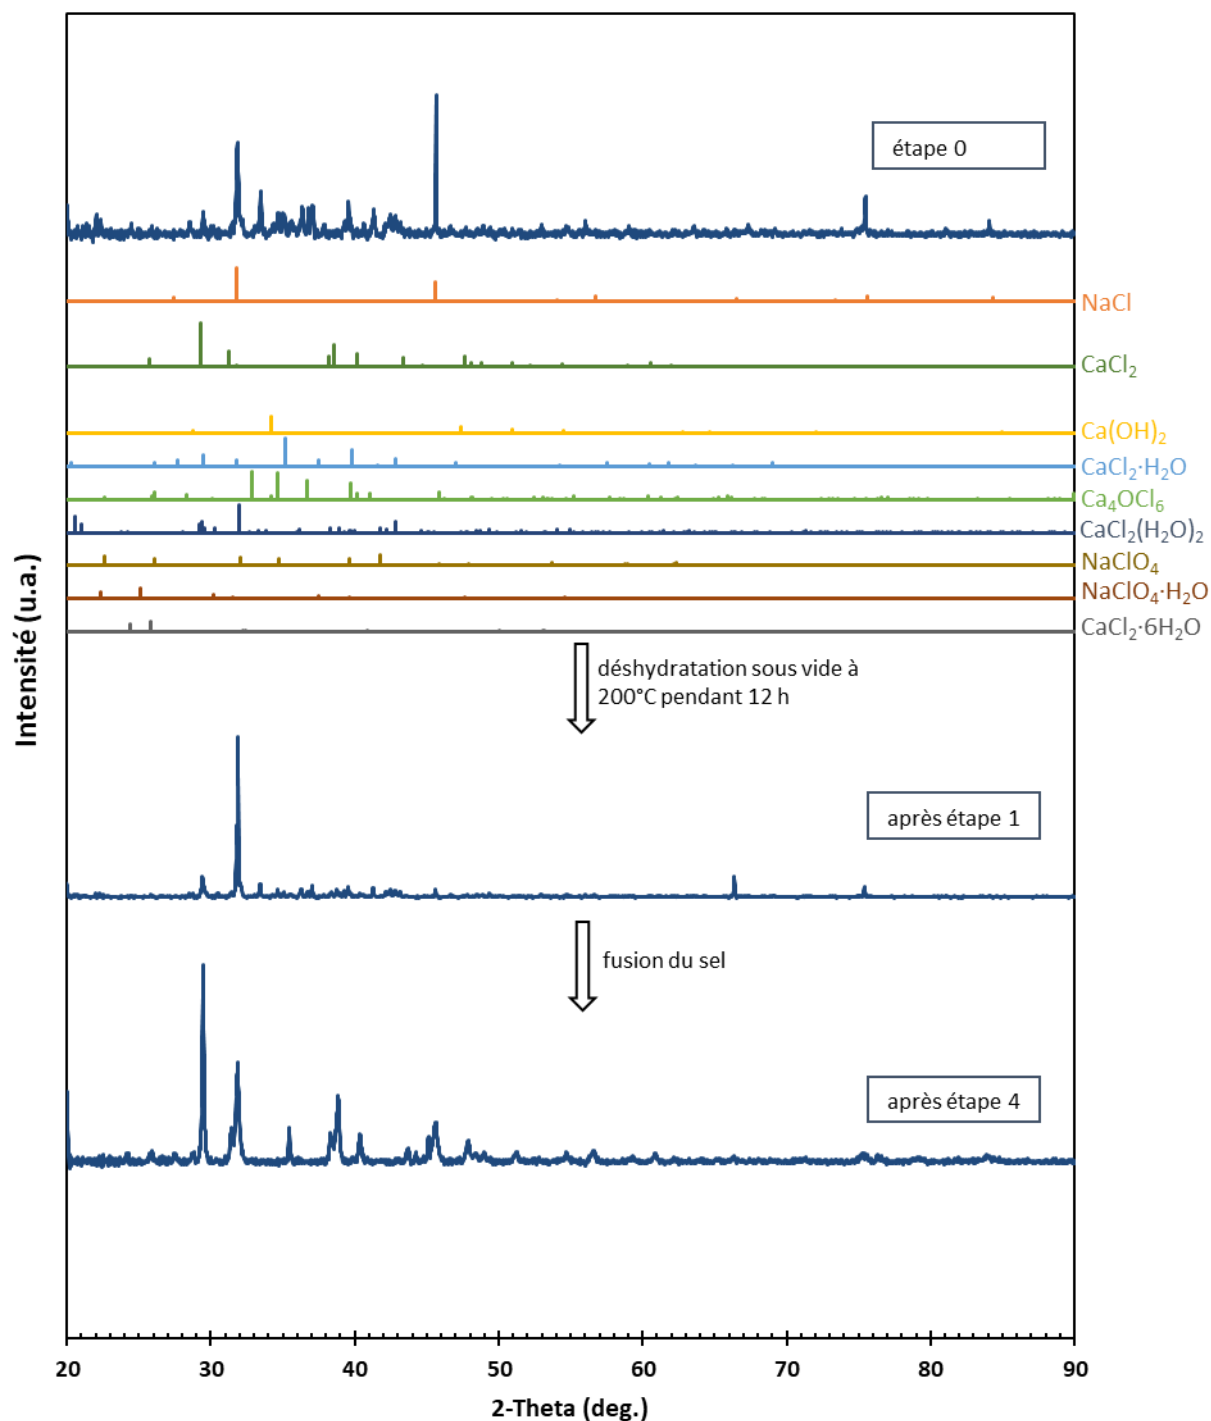 étape 0
NaCl
CaCl₂
Ca(OH)₂
CaCl₂·H₂O
Ca₄OCl₆
CaCl₂(H₂O)₂
NaClO₄
NaClO₄·H₂O
CaCl₂·6H₂O
déshydratation sous vide à
200°C pendant 12 h
après étape 1
fusion du sel
après étape 4
Intensité (u.a.)
20 30 40 50 60 70 80 90
2-Theta (deg.)